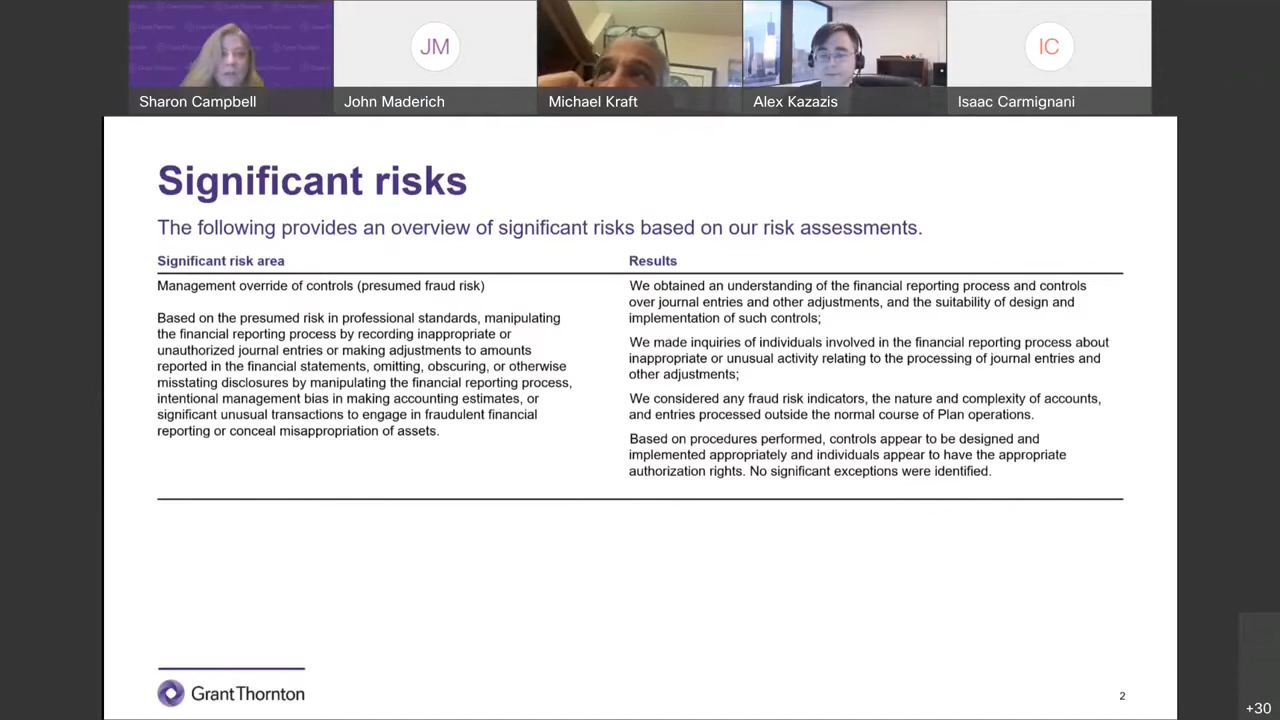 Sharon Campbell
JM
John Maderich
Michael Kraft
Alex Kazazis
IC
Isaac Carmignani
Significant risks
The following provides an overview of significant risks based on our risk assessments.
Significant risk area
Management override of controls (presumed fraud risk)
Based on the presumed risk in professional standards, manipulating
the financial reporting process by recording inappropriate or
unauthorized journal entries or making adjustments to amounts
reported in the financial statements, omitting, obscuring, or otherwise
misstating disclosures by manipulating the financial reporting process,
intentional management bias in making accounting estimates, or
significant unusual transactions to engage in fraudulent financial
reporting or conceal misappropriation of assets.
Results
We obtained an understanding of the financial reporting process and controls
over journal entries and other adjustments, and the suitability of design and
implementation of such controls;
We made inquiries of individuals involved in the financial reporting process about
inappropriate or unusual activity relating to the processing of journal entries and
other adjustments;
We considered any fraud risk indicators, the nature and complexity of accounts,
and entries processed outside the normal course of Plan operations.
Based on procedures performed, controls appear to be designed and
implemented appropriately and individuals appear to have the appropriate
authorization rights. No significant exceptions were identified.
GrantThornton
2
+30